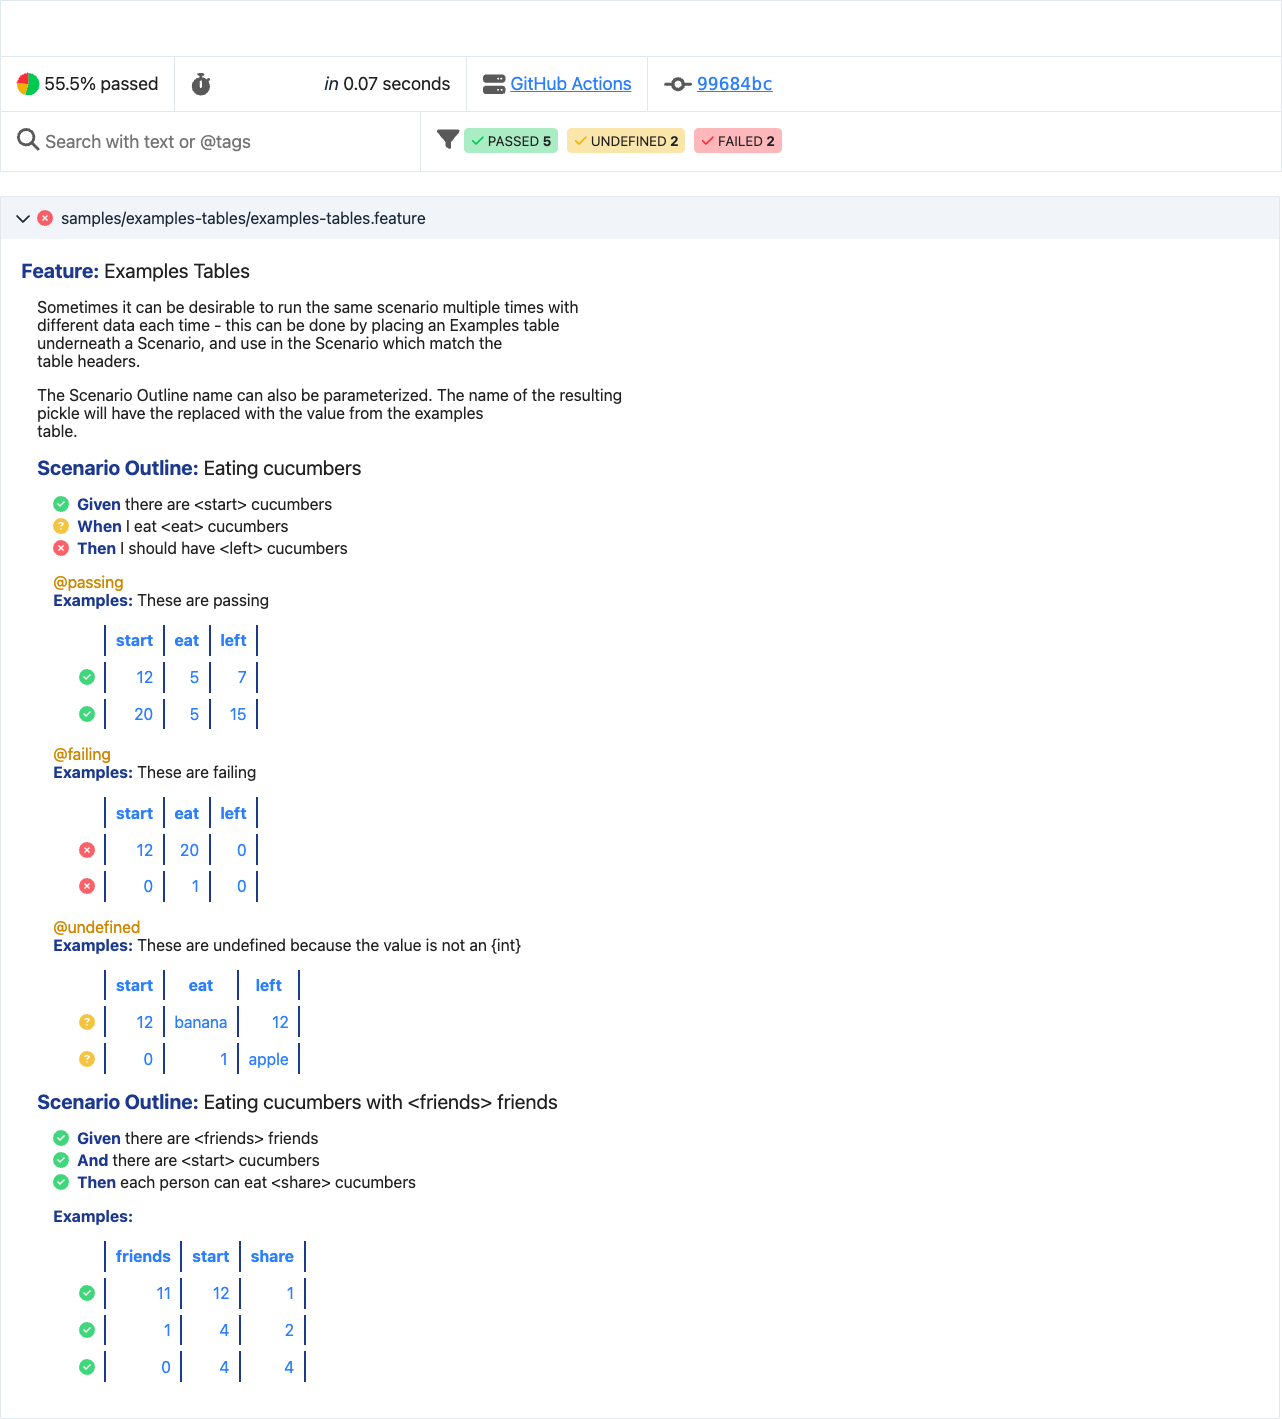 55.5% passed
in 0.07 seconds
GitHub Actions
99684bc
Search with text or @tags
PASSED 5
UNDEFINED 2
FAILED 2
samples/examples-tables/examples-tables.feature
Feature: Examples Tables
Sometimes it can be desirable to run the same scenario multiple times with
different data each time - this can be done by placing an Examples table
underneath a Scenario, and use in the Scenario which match the
table headers.
The Scenario Outline name can also be parameterized. The name of the resulting
pickle will have the replaced with the value from the examples
table.
Scenario Outline: Eating cucumbers
Given there are <start> cucumbers
When I eat <eat> cucumbers
Then I should have <left> cucumbers
@passing
Examples: These are passing
start eat left
12 5 7
20 5 15
@failing
Examples: These are failing
start eat left
12 20 0
0 1 0
@undefined
Examples: These are undefined because the value is not an {int}
start eat left
12 banana 12
0 1 apple
Scenario Outline: Eating cucumbers with <friends> friends
Given there are <friends> friends
And there are <start> cucumbers
Then each person can eat <share> cucumbers
Examples:
friends start share
11 12 1
1 4 2
0 4 4